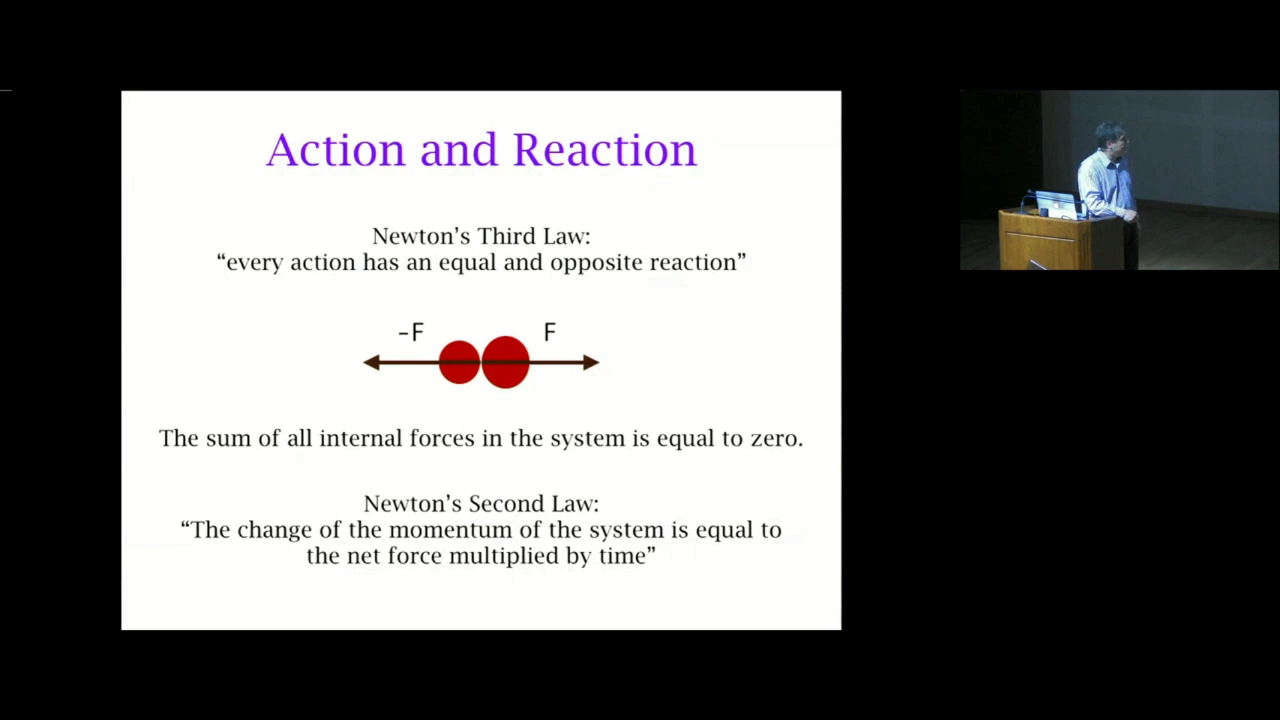 Action and Reaction
Newton’s Third Law:
“every action has an equal and opposite reaction”
–F F
The sum of all internal forces in the system is equal to zero.
Newton’s Second Law:
“The change of the momentum of the system is equal to
the net force multiplied by time”